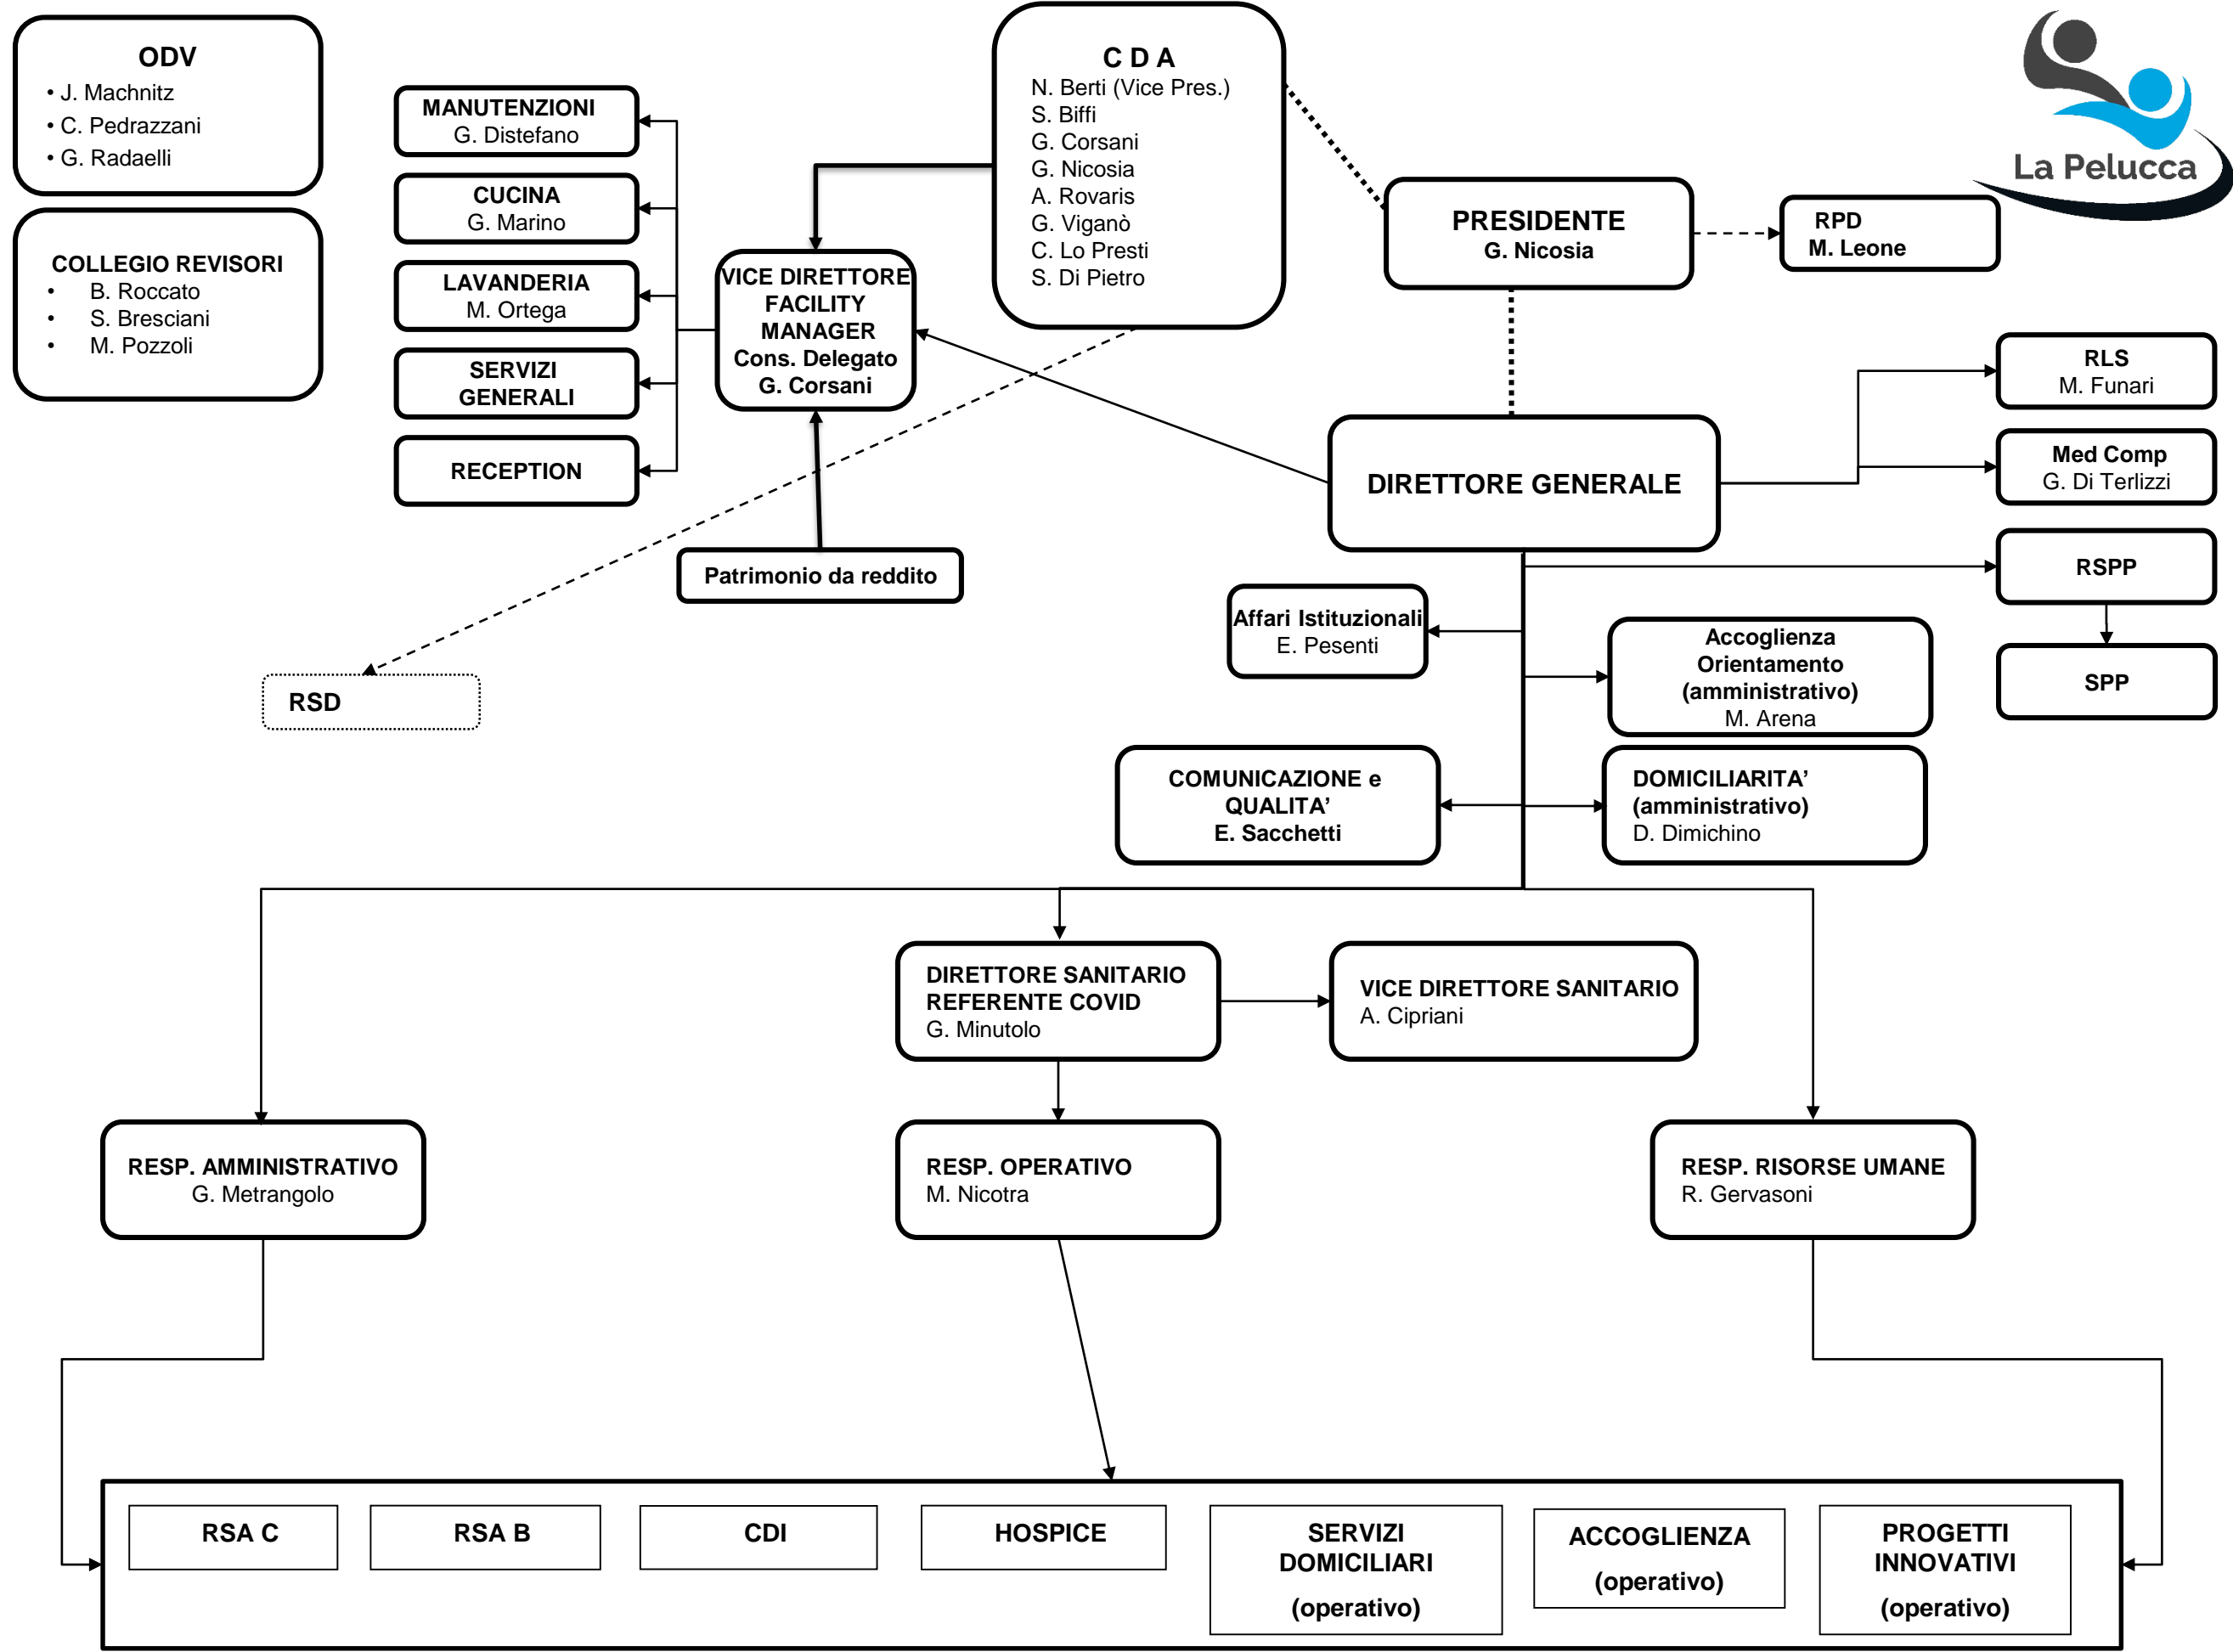 ODV
• J. Machnitz
• C. Pedrazzani
• G. Radaelli
COLLEGIO REVISORI
• B. Roccato
• S. Bresciani
• M. Pozzoli
MANUTENZIONI
G. Distefano
CUCINA
G. Marino
LAVANDERIA
M. Ortega
SERVIZI
GENERALI
RECEPTION
VICE DIRETTORE
FACILITY
MANAGER
Cons. Delegato
G. Corsani
Patrimonio da reddito
RSD
C D A
N. Berti (Vice Pres.)
S. Biffi
G. Corsani
G. Nicosia
A. Rovaris
G. Viganò
C. Lo Presti
S. Di Pietro
PRESIDENTE
G. Nicosia
RPD
M. Leone
La Pelucca
DIRETTORE GENERALE
RLS
M. Funari
Med Comp
G. Di Terlizzi
RSPP
SPP
Affari Istituzionali
E. Pesenti
Accoglienza
Orientamento
(amministrativo)
M. Arena
COMUNICAZIONE e
QUALITA’
E. Sacchetti
DOMICILIARITA’
(amministrativo)
D. Dimichino
DIRETTORE SANITARIO
REFERENTE COVID
G. Minutolo
VICE DIRETTORE SANITARIO
A. Cipriani
RESP. AMMINISTRATIVO
G. Metrangolo
RESP. OPERATIVO
M. Nicotra
RESP. RISORSE UMANE
R. Gervasoni
RSA C
RSA B
CDI
HOSPICE
SERVIZI
DOMICILIARI
(operativo)
ACCOGLIENZA
(operativo)
PROGETTI
INNOVATIVI
(operativo)